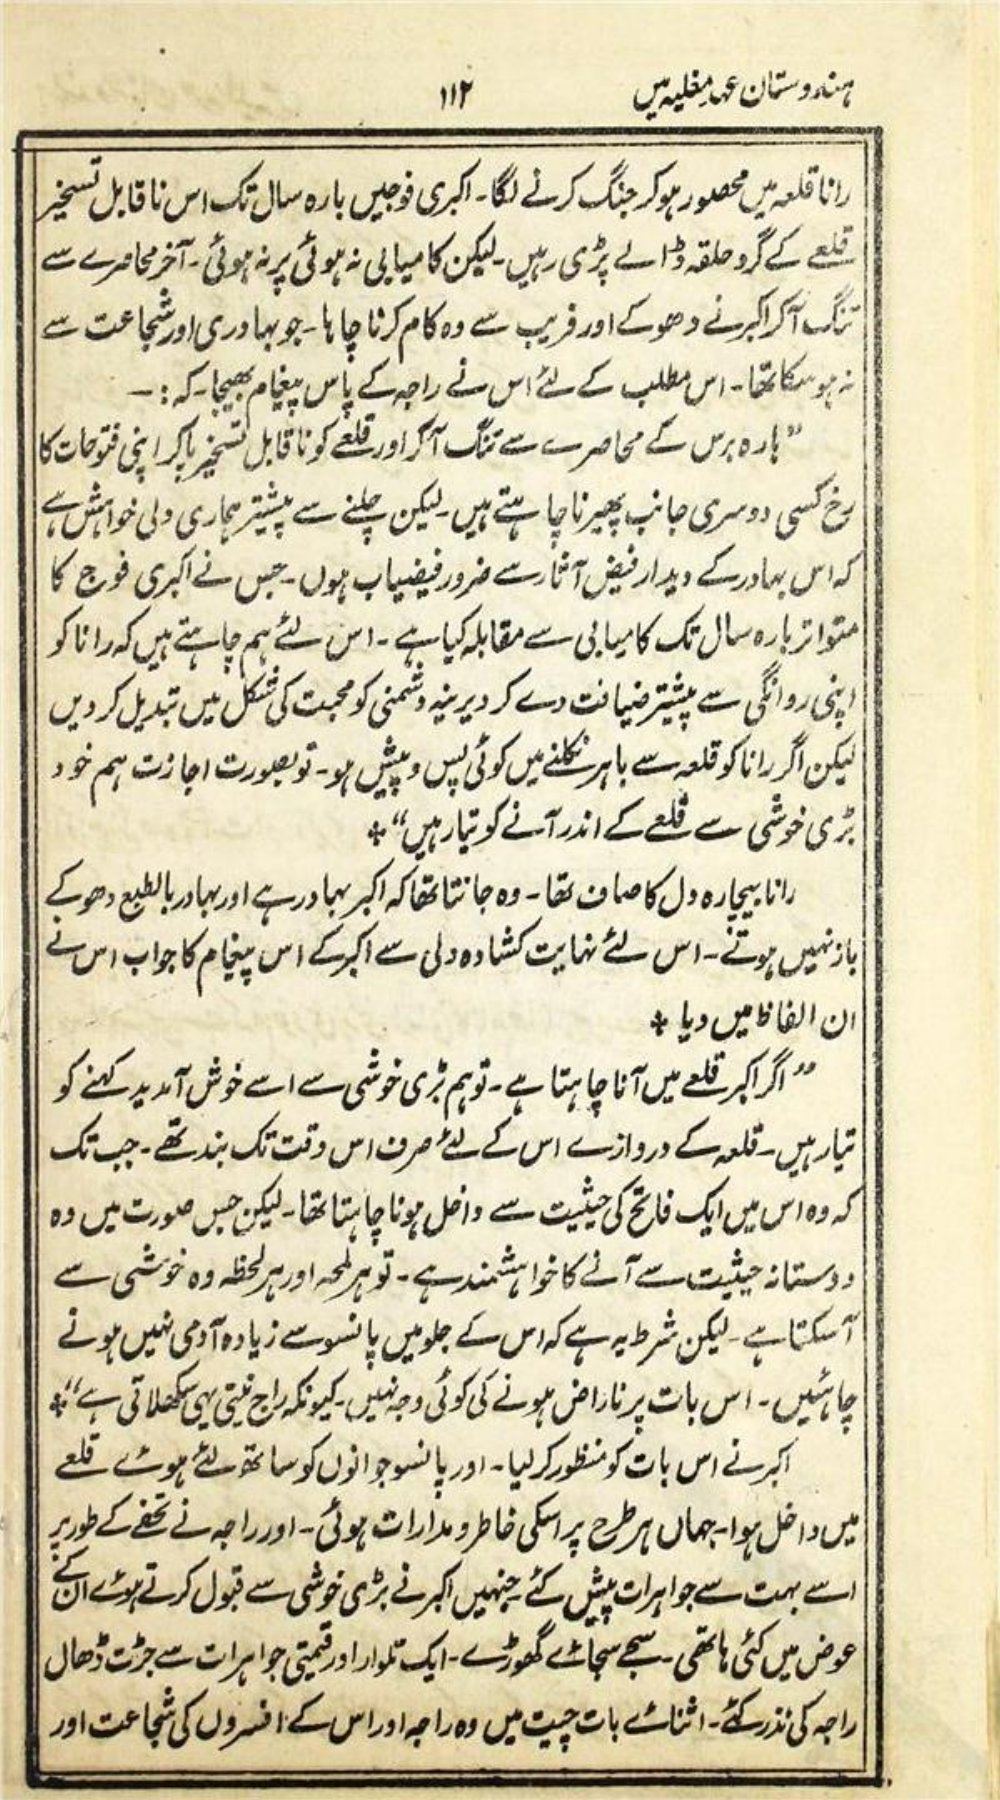 ہندوستان عہد مغلیہ میں ۱۱۲
رانا قلعہ میں محصور ہو کر جنگ کرنے لگا۔ اکبری فوجیں بارہ سال تک اس ناقابل تسخیر
قلعے کے گرد حلقہ ڈالے پڑی رہیں۔ لیکن کامیابی نہ ہوئی پر نہ ہوئی۔ آخر محاصرے سے
تنگ آ کر اکبر نے دھوکے اور فریب سے وہ کام کرنا چاہا۔ جو بہادری اور شجاعت سے
نہ ہو سکا تھا۔ اس مطلب کے لئے اس نے راجہ کے پاس پیغام بھیجا۔ کہ :۔
”بارہ برس کے محاصرے سے تنگ آ کر اور قلعے کو ناقابل تسخیر پا کر اپنی فتوحات کا
رخ کسی دوسری جانب پھیرنا چاہتے ہیں۔ لیکن چلنے سے پیشتر ہماری دلی خواہش ہے
کہ اس بہادر کے دیدار فیض آثار سے ضرور فیضیاب ہوں۔ جس نے اکبری فوج کا
متواتر بارہ سال تک کامیابی سے مقابلہ کیا ہے۔ اس لئے ہم چاہتے ہیں کہ رانا کو
اپنی روانگی سے پیشتر ضیافت دے کر دیرینہ دشمنی کو محبت کی شکل میں تبدیل کر دیں
لیکن اگر رانا کو قلعہ سے باہر نکلنے میں کوئی پس و پیش ہو۔ تو بصورت اجازت ہم خود
بڑی خوشی سے قلعے کے اندر آنے کو تیار ہیں“ ٭
رانا بیچارہ دل کا صاف تھا۔ وہ جانتا تھا کہ اکبر بہادر ہے اور بہادر بالطبع دھوکے
باز نہیں ہوتے۔ اس لئے نہایت کشادہ دلی سے اکبر کے اس پیغام کا جواب اس نے
ان الفاظ میں دیا ٭
”اگر اکبر قلعے میں آنا چاہتا ہے۔ تو ہم بڑی خوشی سے اسے خوش آمدید کہنے کو
تیار ہیں۔ قلعہ کے دروازے اس کے لئے صرف اس وقت تک بند تھے۔ جب تک
کہ وہ اس میں ایک فاتح کی حیثیت سے داخل ہونا چاہتا تھا۔ لیکن جس صورت میں وہ
دوستانہ حیثیت سے آنے کا خواہشمند ہے۔ تو ہر لمحہ اور ہر لحظہ وہ خوشی سے
آ سکتا ہے۔ لیکن شرط یہ ہے کہ اس کے جلو میں پانسو سے زیادہ آدمی نہیں ہونے
چاہئیں۔ اس بات پر ناراض ہونے کی کوئی وجہ نہیں۔ کیونکہ راج نیتی یہی سکھلاتی ہے“ ٭
اکبر نے اس بات کو منظور کر لیا۔ اور پانسو جوانوں کو ساتھ لئے ہوئے قلعے
میں داخل ہوا۔ جہاں ہر طرح پر اسکی خاطر و مدارات ہوئی۔ اور راجہ نے تحفے کے طور پر
اسے بہت سے جواہرات پیش کئے۔ جنہیں اکبر نے بڑی خوشی سے قبول کرتے ہوئے ان کے
عوض میں کئی ہاتھی۔ سجے سجائے گھوڑے۔ ایک تلوار اور قیمتی جواہرات سے جڑت ڈھال
راجہ کی نذر کئے۔ اثنائے بات چیت میں وہ راجہ اور اس کے افسروں کی شجاعت اور